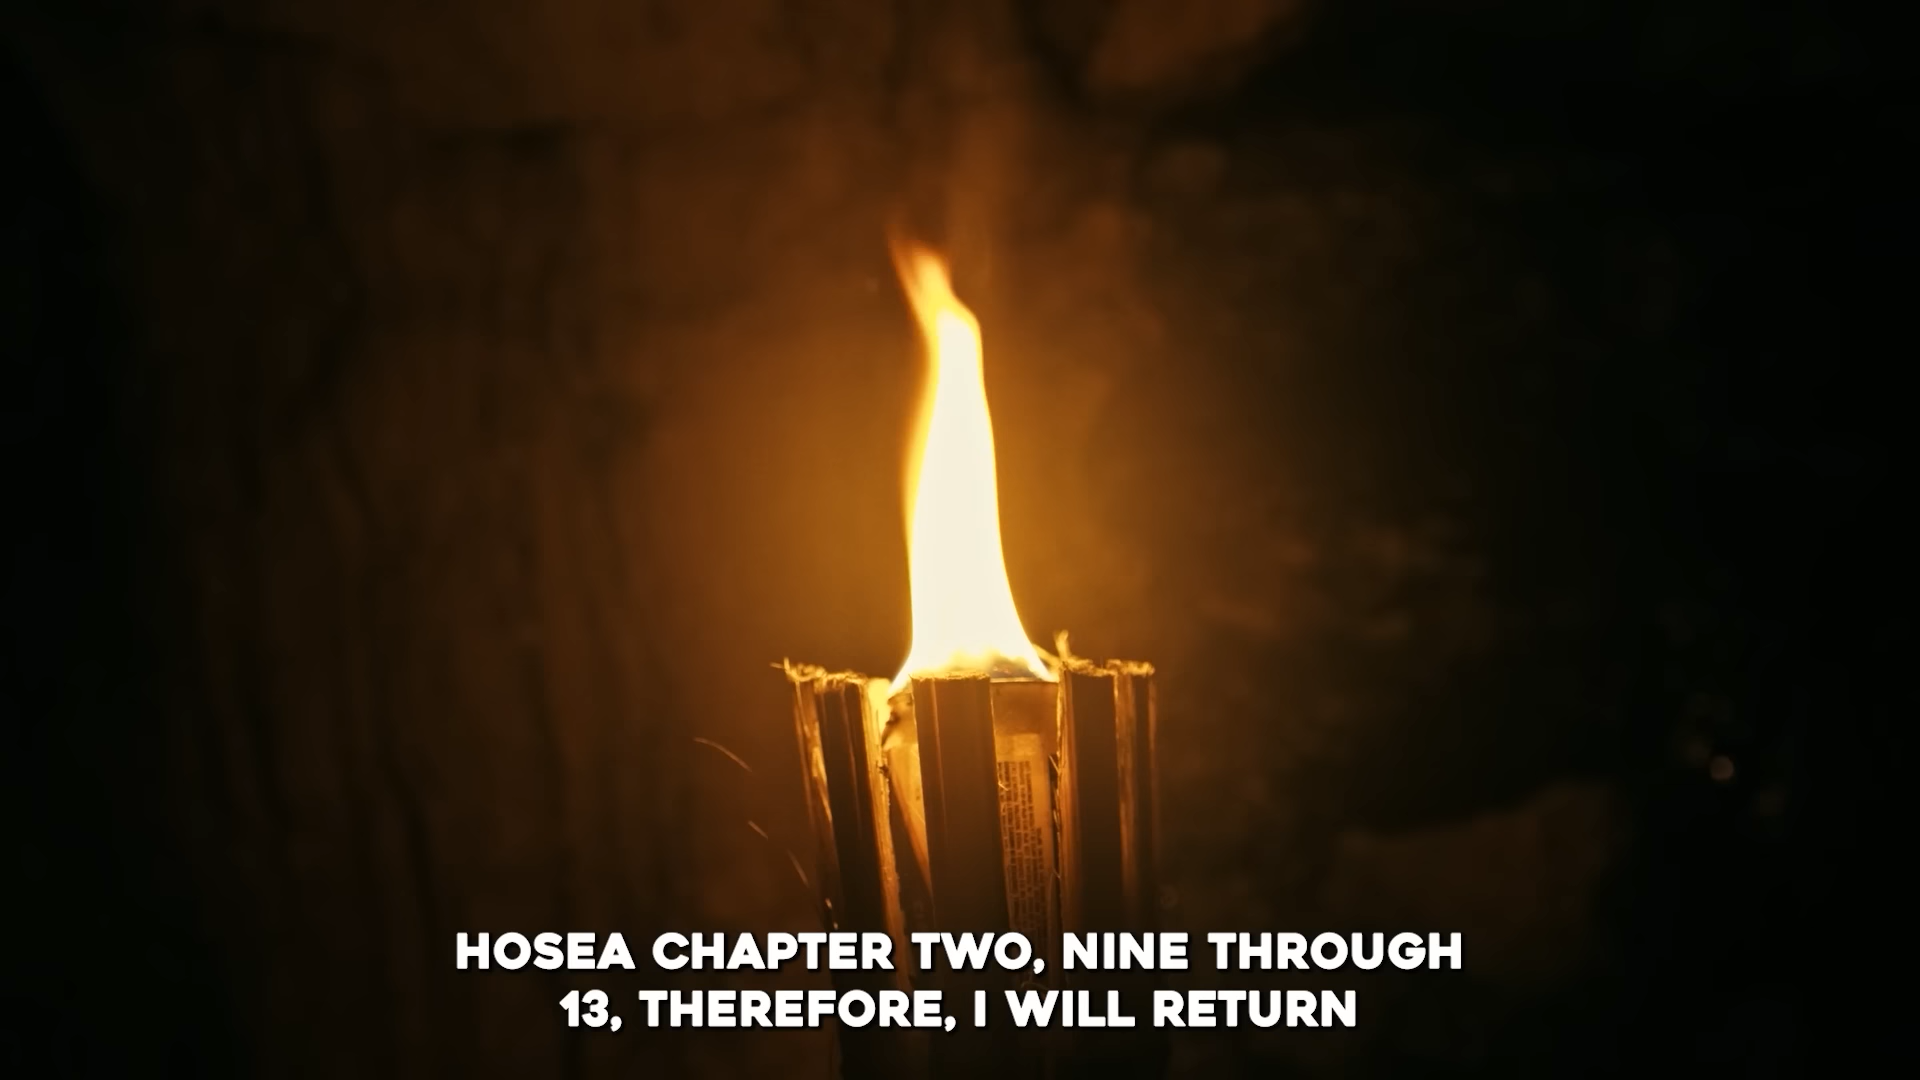 HOSEA CHAPTER TWO, NINE THROUGH
13, THEREFORE, I WILL RETURN